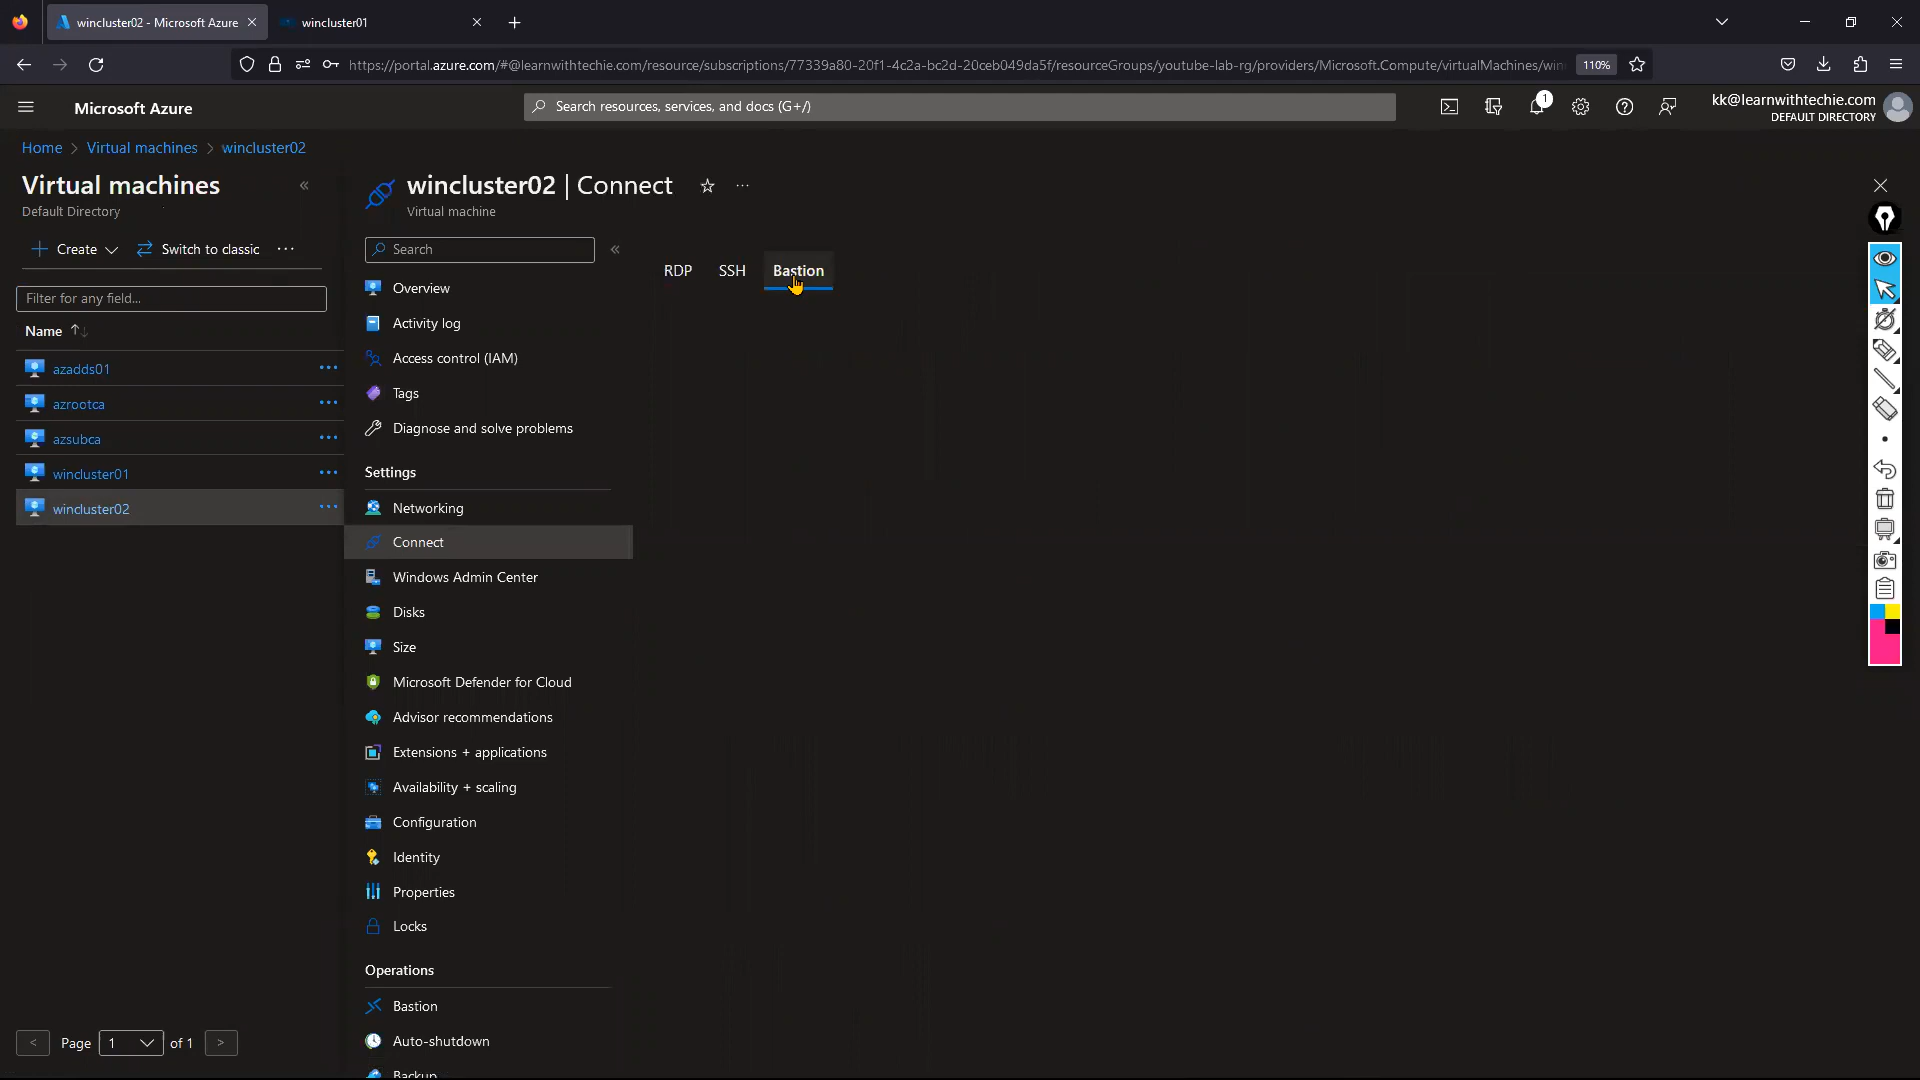 wincluster02 - Microsoft Azure
wincluster01
https://portal.azure.com/#@learnwithtechie.com/resource/subscriptions/77339a80-20f1-4c2a-bc2d-20ceb049da5f/resourceGroups/youtube-lab-rg/providers/Microsoft.Compute/virtualMachines/win
110%
Microsoft Azure
Search resources, services, and docs (G+/)
1
kk@learnwithtechie.com
DEFAULT DIRECTORY
Home > Virtual machines > wincluster02
Virtual machines
Default Directory
Create
Switch to classic
Filter for any field...
Name
azadds01
azrootca
azsubca
wincluster01
wincluster02
< Page 1 of 1 >
wincluster02 | Connect
Virtual machine
Search
Overview
Activity log
Access control (IAM)
Tags
Diagnose and solve problems
Settings
Networking
Connect
Windows Admin Center
Disks
Size
Microsoft Defender for Cloud
Advisor recommendations
Extensions + applications
Availability + scaling
Configuration
Identity
Properties
Locks
Operations
Bastion
Auto-shutdown
Backup
RDP
SSH
Bastion